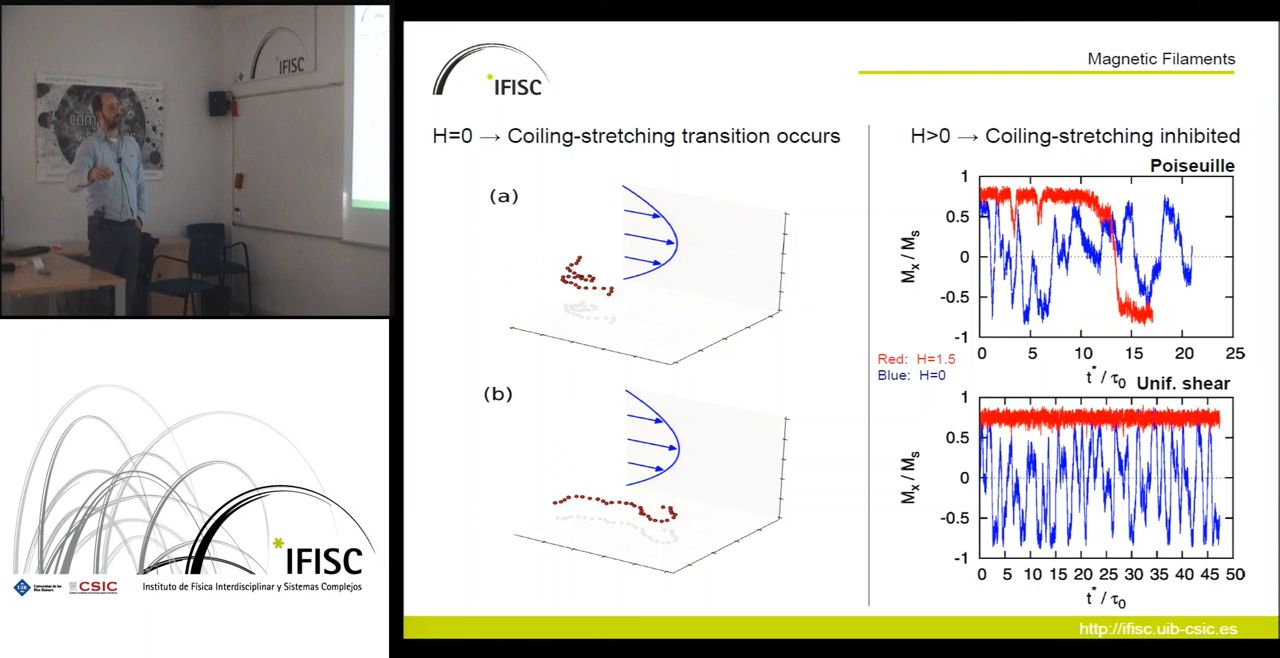 IFISC
com
*IFISC
Magnetic Filaments
H=0 → Coiling-stretching transition occurs
H>0 → Coiling-stretching inhibited
(a)
(b)
Poiseuille
1
0.5
0
-0.5
-1
Mx / Ms
0 5 10 15 20 25
t* / τ0
Red: H=1.5
Blue: H=0
Unif. shear
1
0.5
0
-0.5
-1
Mx / Ms
0 5 10 15 20 25 30 35 40 45 50
t* / τ0
*IFISC
UIB
CSIC
Instituto de Física Interdisciplinar y Sistemas Complejos
http://ifisc.uib-csic.es